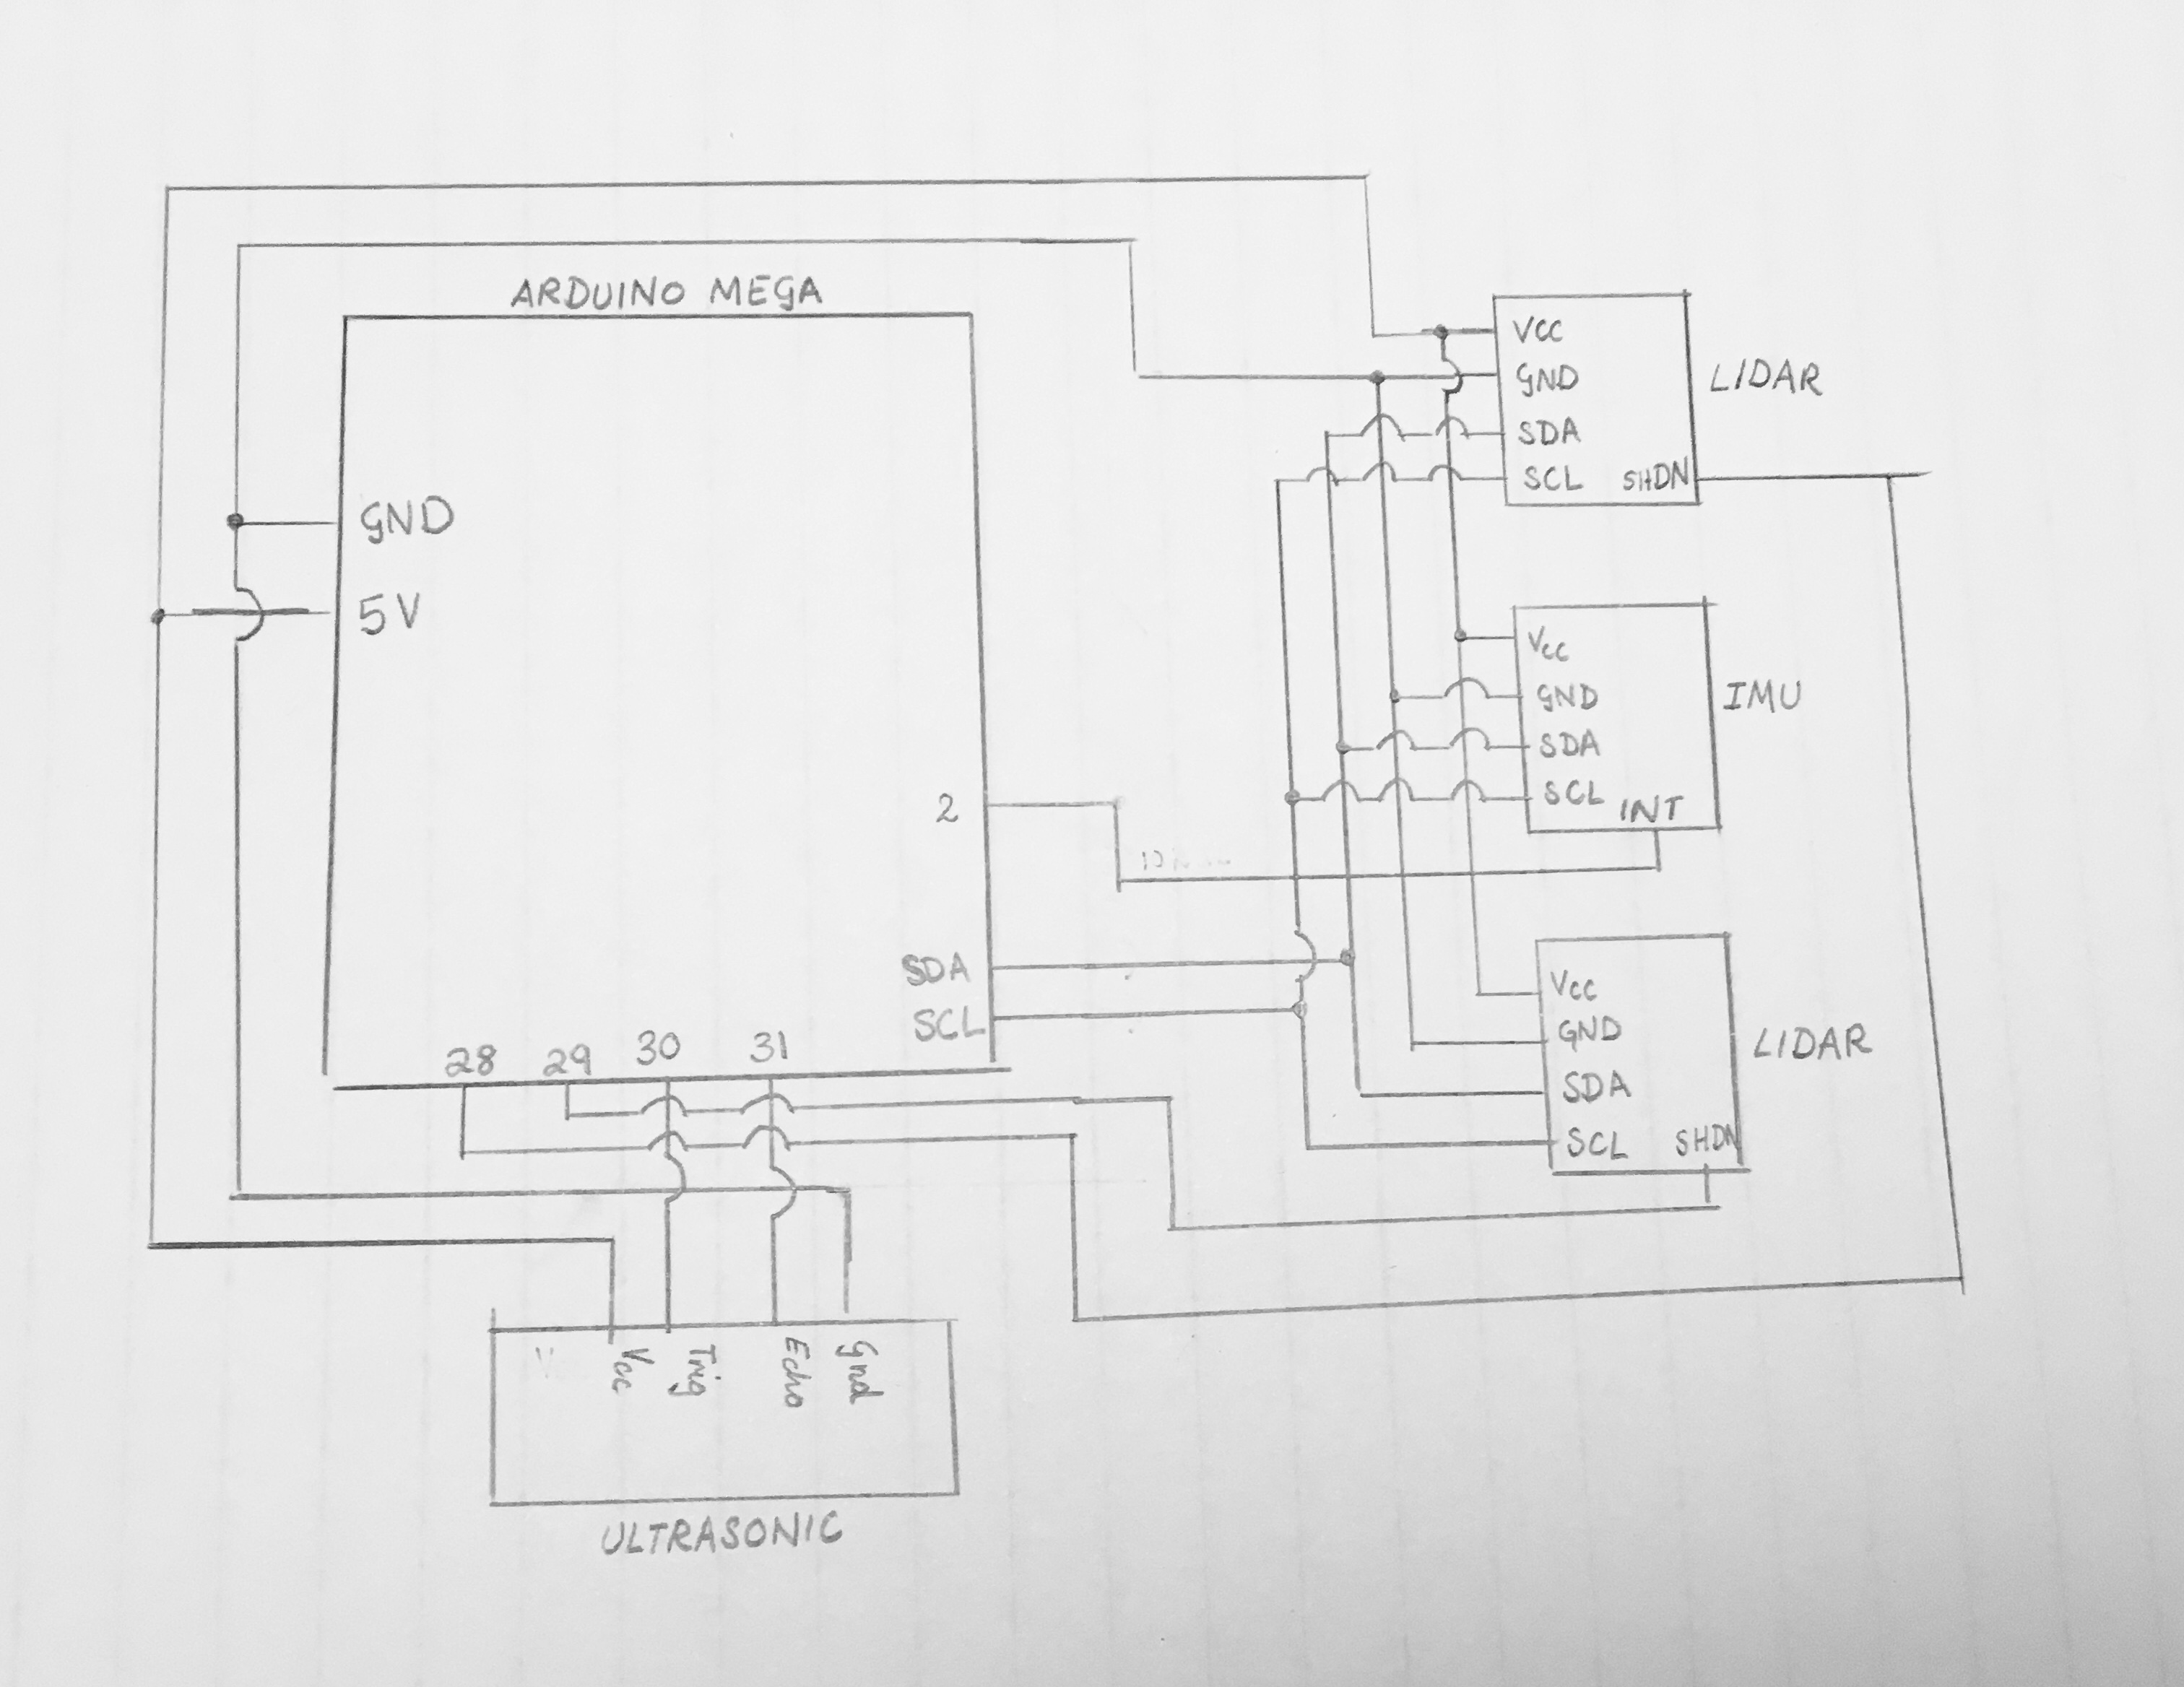 ARDUINO MEGA
GND
5V
2
SDA
SCL
28 29 30 31
VCC
GND
SDA
SCL SHDN
LIDAR
Vcc
GND
SDA
SCL INT
IMU
Vcc
GND
SDA
SCL SHDN
LIDAR
Vcc Trig Echo Gnd
ULTRASONIC